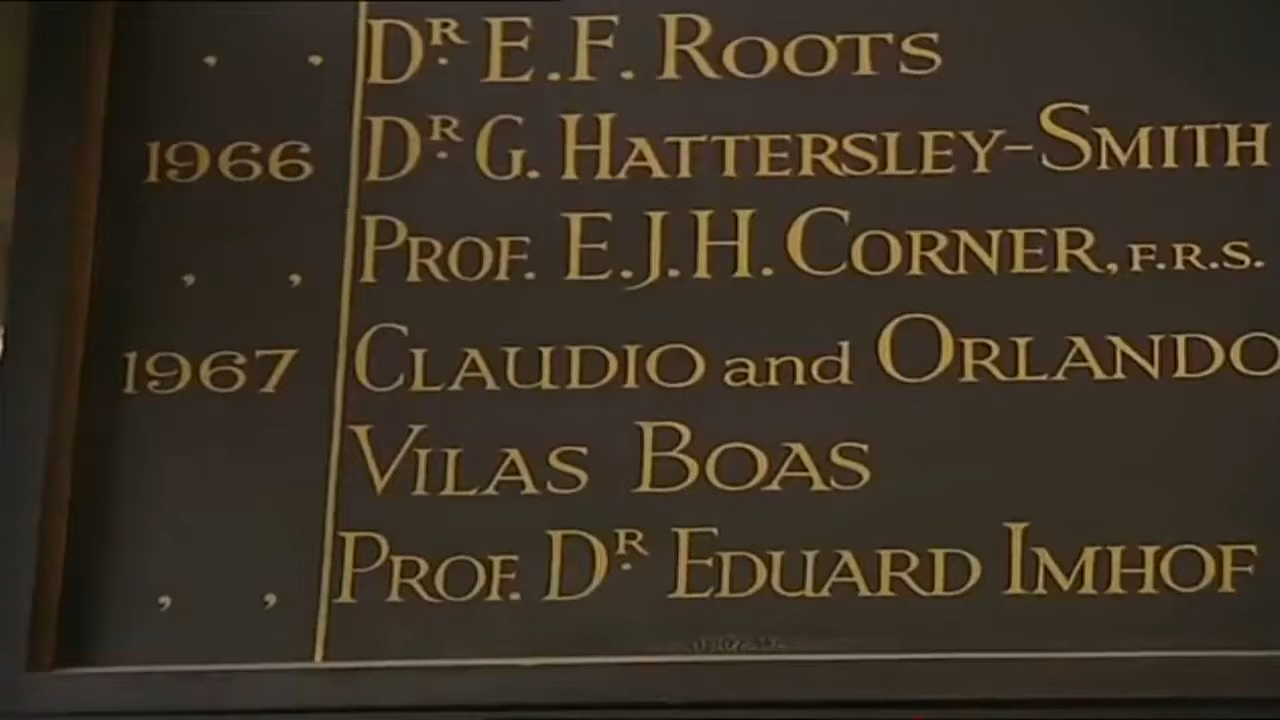 , , Dr. E.F. Roots
1966 Dr. G. Hattersley-Smith
, , Prof. E.J.H. Corner, F.R.S.
1967 Claudio and Orlando
Vilas Boas
, , Prof. Dr. Eduard Imhof